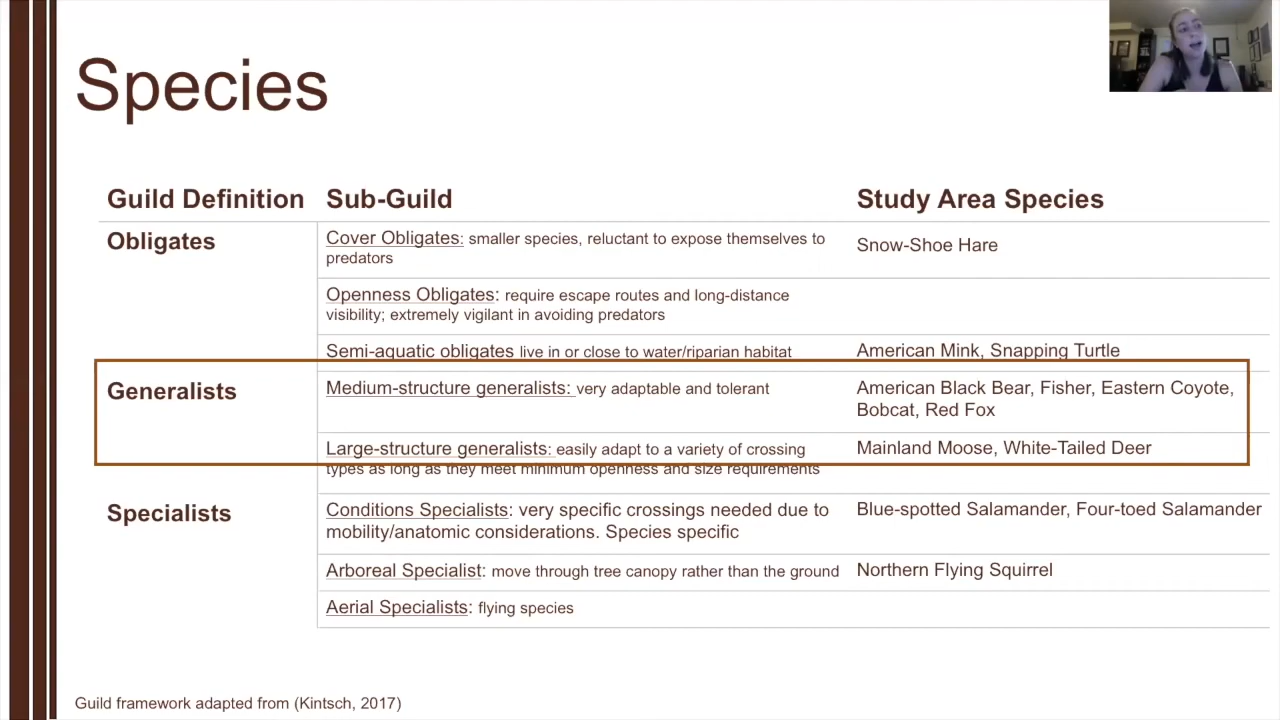 Species
Guild Definition Sub-Guild Study Area Species
Obligates Cover Obligates: smaller species, reluctant to expose themselves to Snow-Shoe Hare
predators
Openness Obligates: require escape routes and long-distance
visibility; extremely vigilant in avoiding predators
Semi-aquatic obligates live in or close to water/riparian habitat American Mink, Snapping Turtle
Generalists Medium-structure generalists: very adaptable and tolerant American Black Bear, Fisher, Eastern Coyote,
Bobcat, Red Fox
Large-structure generalists: easily adapt to a variety of crossing Mainland Moose, White-Tailed Deer
types as long as they meet minimum openness and size requirements
Specialists Conditions Specialists: very specific crossings needed due to Blue-spotted Salamander, Four-toed Salamander
mobility/anatomic considerations. Species specific
Arboreal Specialist: move through tree canopy rather than the ground Northern Flying Squirrel
Aerial Specialists: flying species
Guild framework adapted from (Kintsch, 2017)